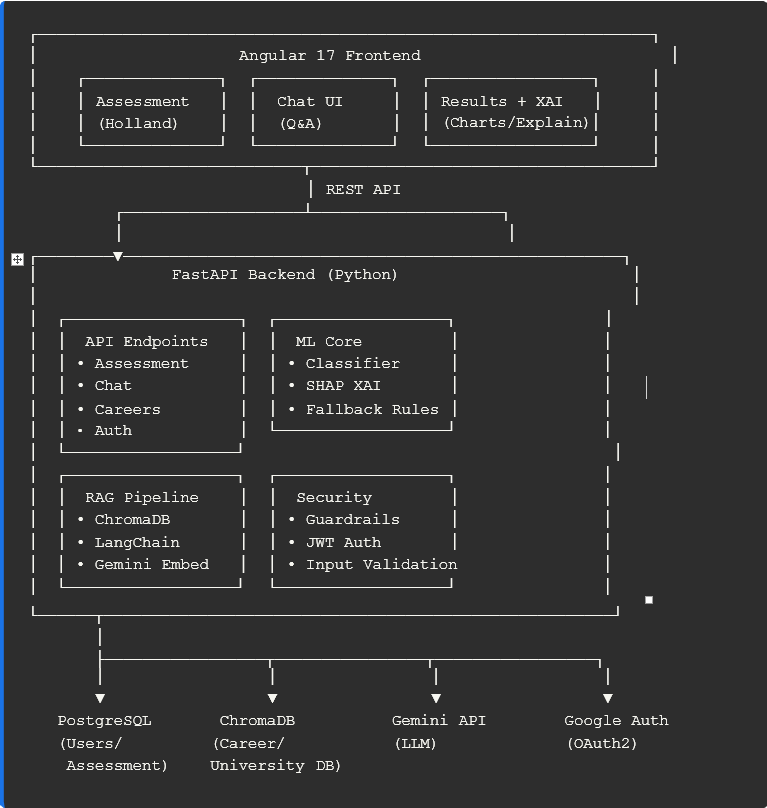 Angular 17 Frontend
Assessment Chat UI Results + XAI
(Holland) (Q&A) (Charts/Explain)
REST API
FastAPI Backend (Python)
API Endpoints ML Core
• Assessment • Classifier
• Chat • SHAP XAI
• Careers • Fallback Rules
• Auth
RAG Pipeline Security
• ChromaDB • Guardrails
• LangChain • JWT Auth
• Gemini Embed • Input Validation
PostgreSQL ChromaDB Gemini API Google Auth
(Users/ (Career/ (LLM) (OAuth2)
Assessment) University DB)